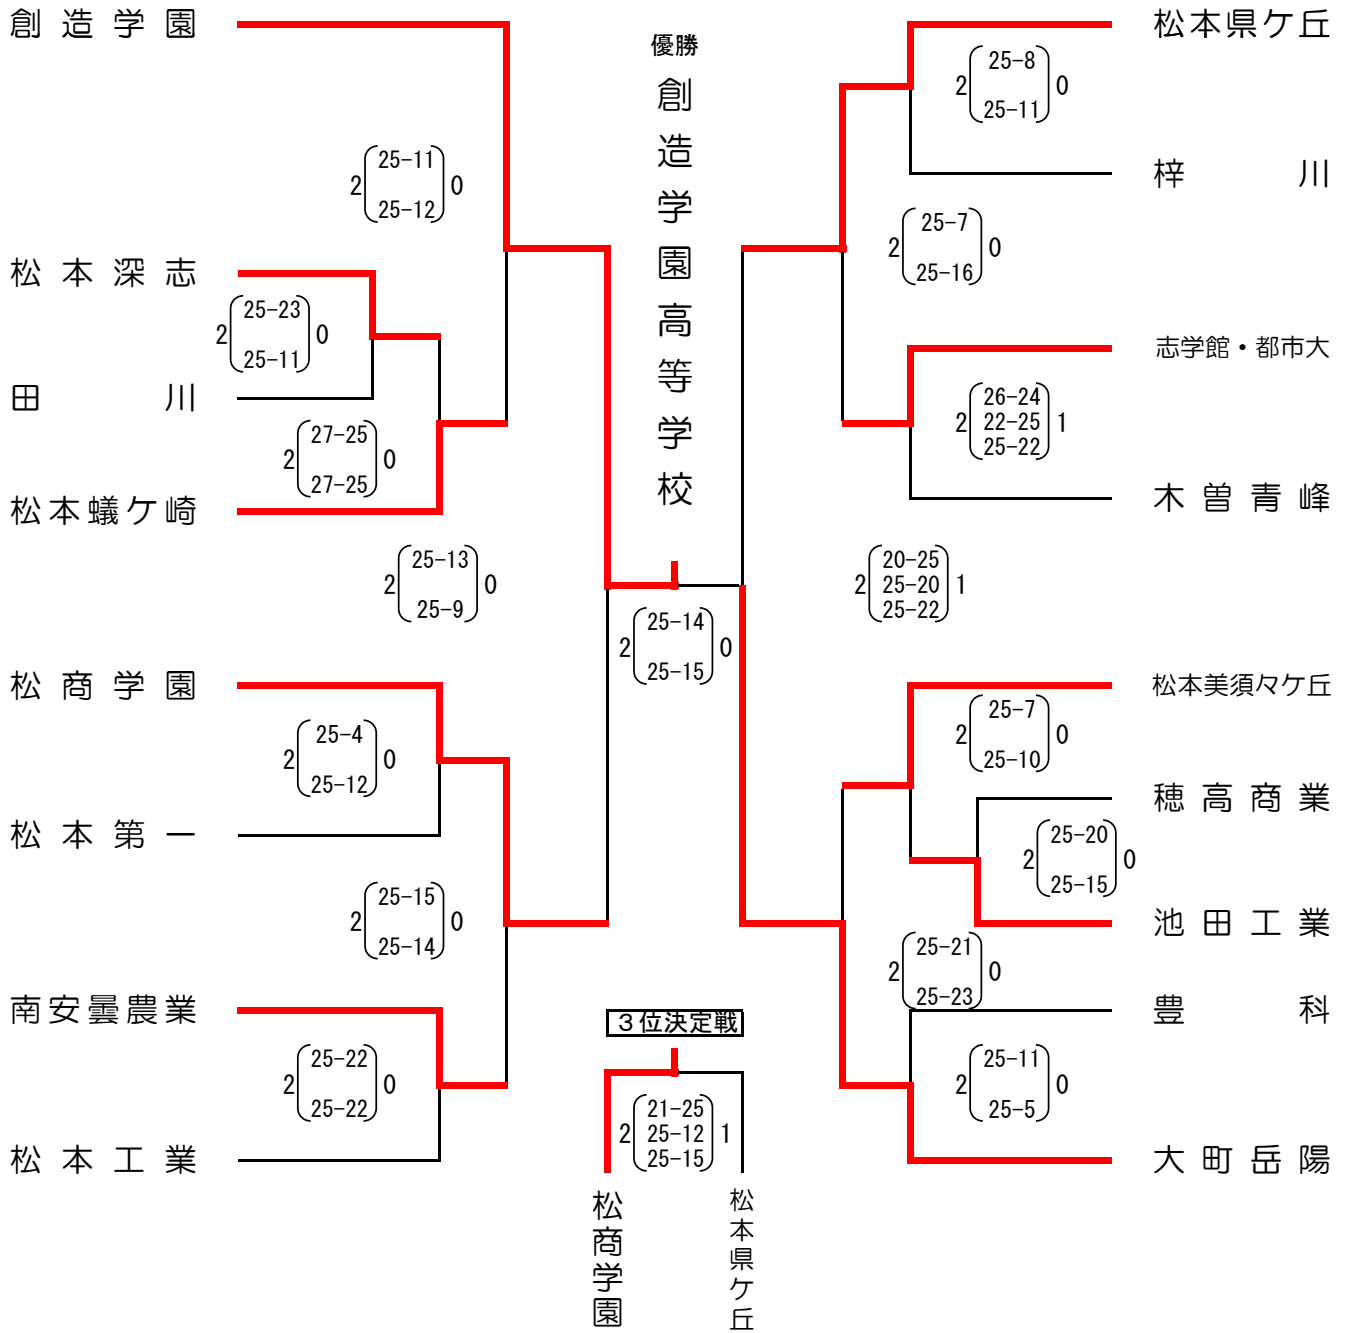 創造学園
2 25-11 0
25-12
松本深志
2 25-23 0
25-11
田川
2 27-25 0
27-25
松本蟻ケ崎
2 25-13 0
25-9
松商学園
2 25-4 0
25-12
松本第一
2 25-15 0
25-14
南安曇農業
2 25-22 0
25-22
松本工業
優勝
創造学園高等学校
2 25-14 0
25-15
3位決定戦
21-25
2 25-12 1
25-15
松商学園
松本県ケ丘
松本県ケ丘
2 25-8 0
25-11
梓川
2 25-7 0
25-16
志学館・都市大
26-24
2 22-25 1
25-22
木曽青峰
20-25
2 25-20 1
25-22
松本美須々ケ丘
2 25-7 0
25-10
穂高商業
2 25-20 0
25-15
池田工業
2 25-21 0
25-23
豊科
2 25-11 0
25-5
大町岳陽